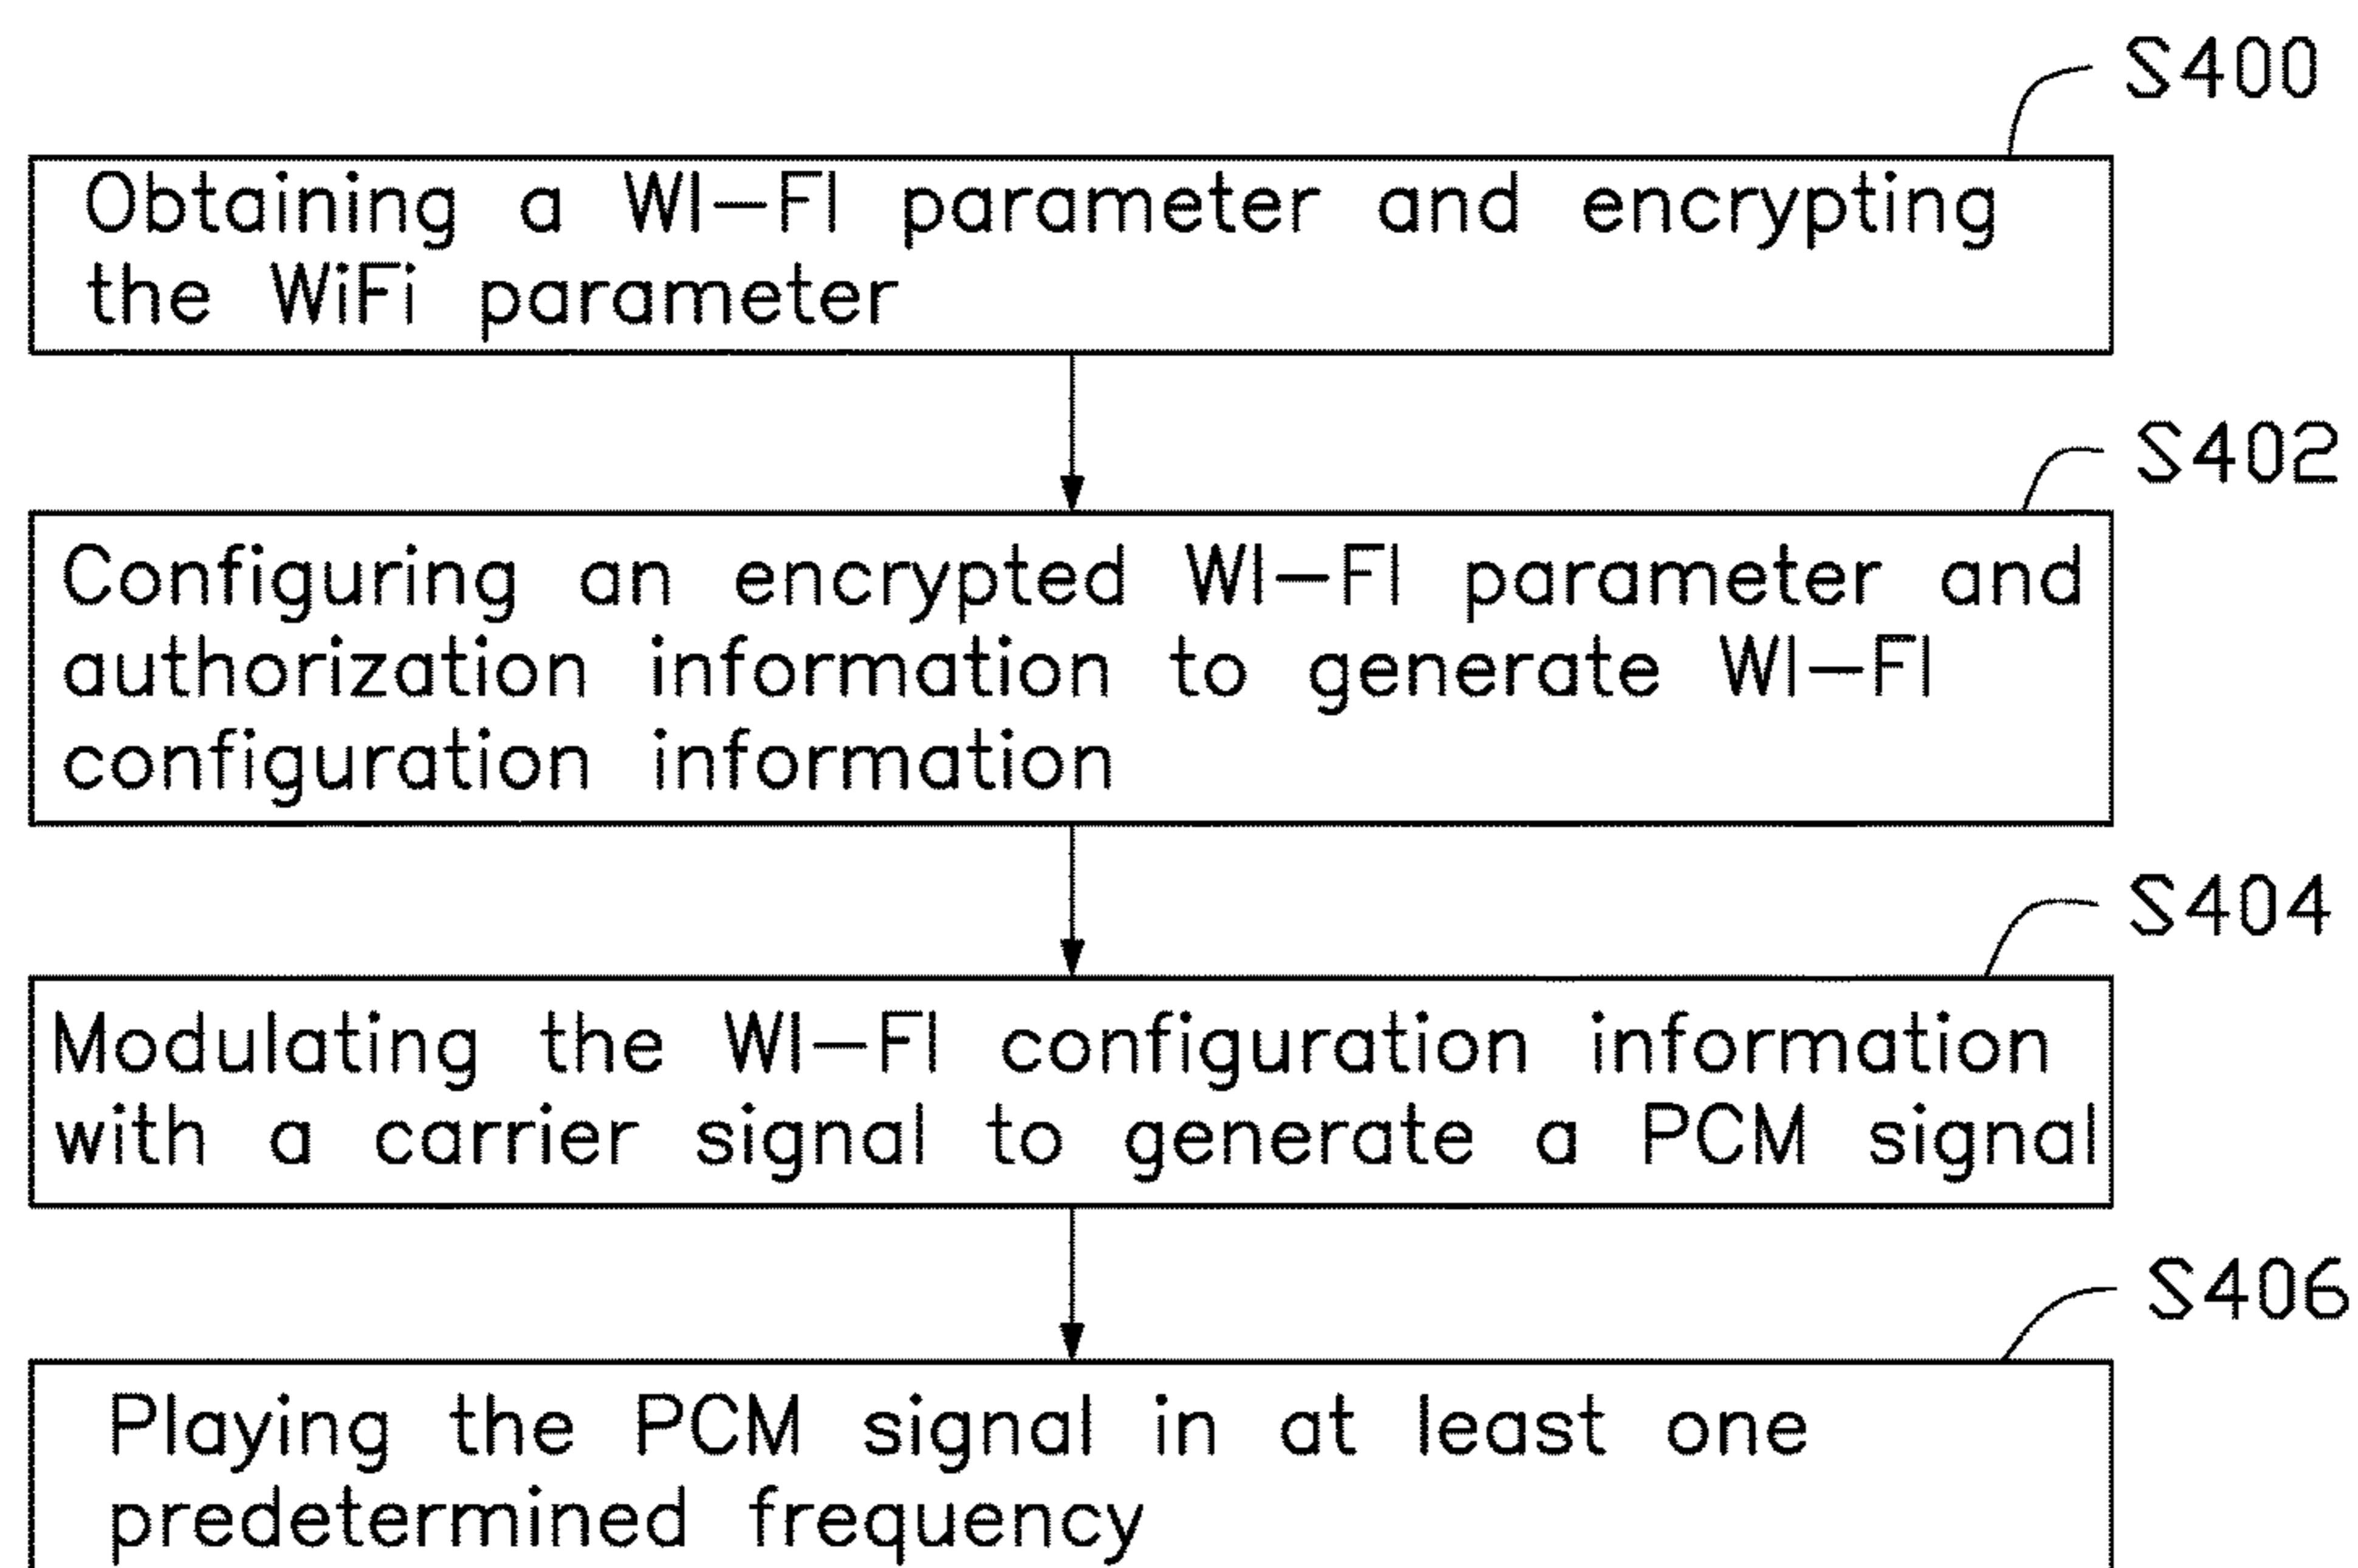 S400
Obtaining a WI-FI parameter and encrypting
the WiFi parameter
S402
Configuring an encrypted WI-FI parameter and
authorization information to generate WI-FI
configuration information
S404
Modulating the WI-FI configuration information
with a carrier signal to generate a PCM signal
S406
Playing the PCM signal in at least one
predetermined frequency